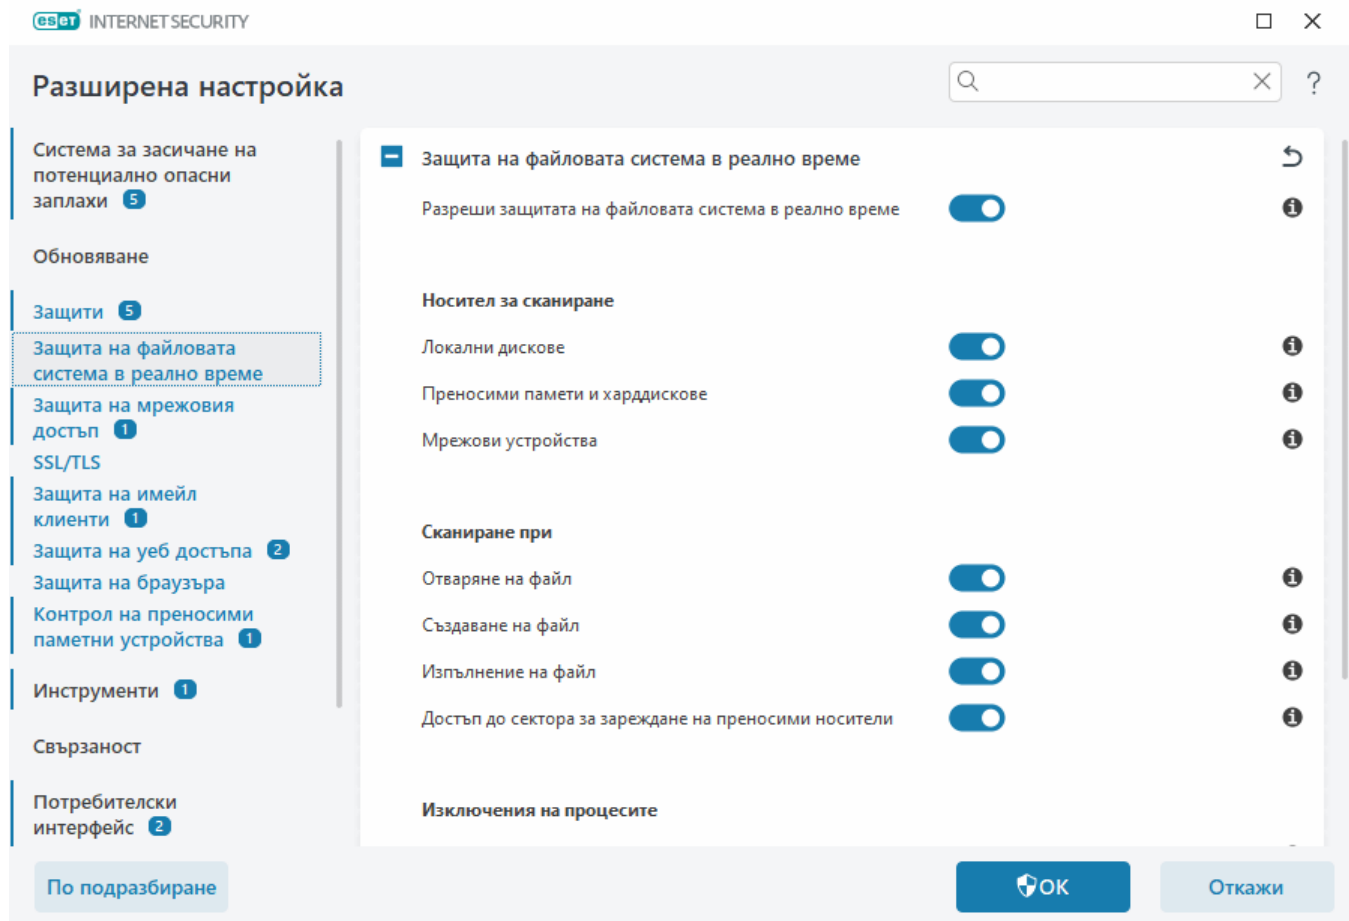 eset INTERNET SECURITY
Разширена настройка
?
Система за засичане на
потенциално опасни
заплахи 5
Обновяване
Защити 5
Защита на файловата
система в реално време
Защита на мрежовия
достъп 1
SSL/TLS
Защита на имейл
клиенти 1
Защита на уеб достъпа 2
Защита на браузъра
Контрол на преносими
паметни устройства 1
Инструменти 1
Свързаност
Потребителски
интерфейс 2
Защита на файловата система в реално време
Разреши защитата на файловата система в реално време
Носител за сканиране
Локални дискове
Преносими памети и харддискове
Мрежови устройства
Сканиране при
Отваряне на файл
Създаване на файл
Изпълнение на файл
Достъп до сектора за зареждане на преносими носители
Изключения на процесите
По подразбиране
ОК
Откажи